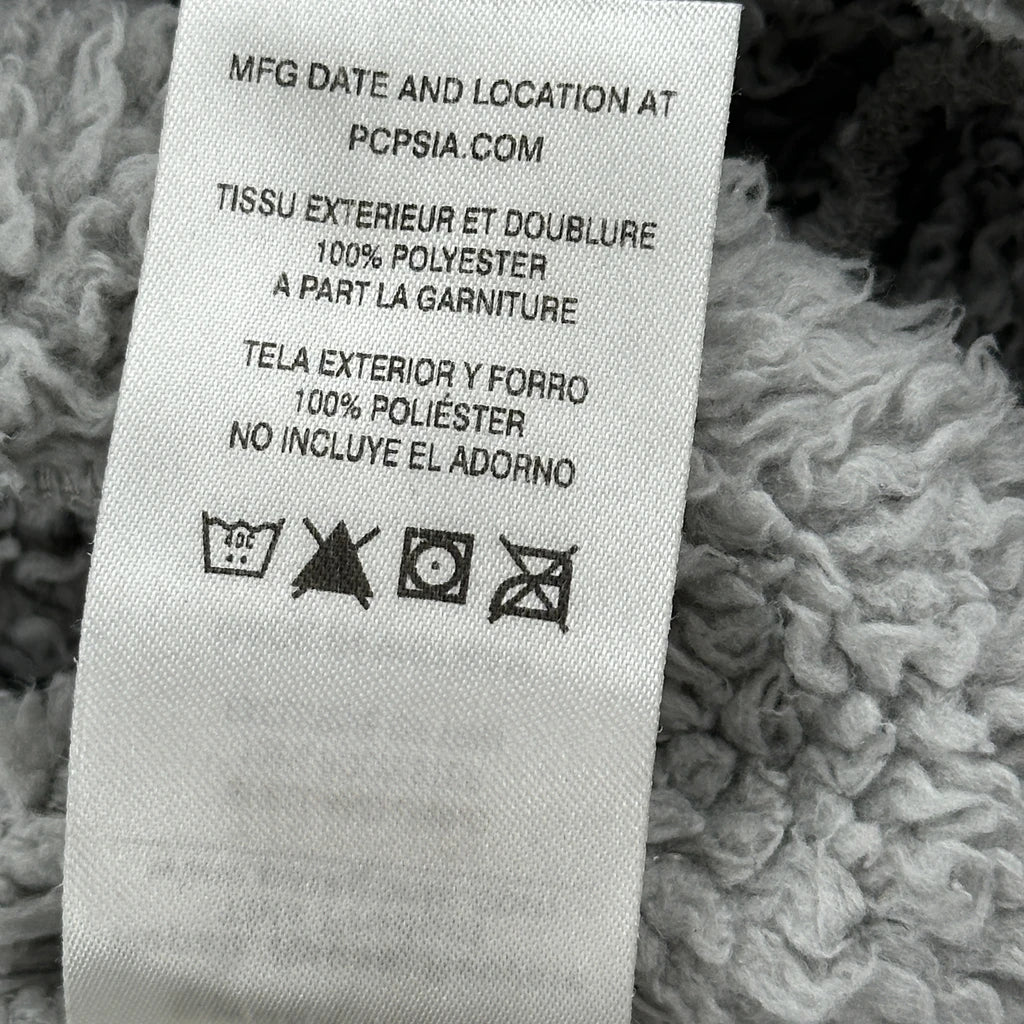 MFG DATE AND LOCATION AT
PCPSIA.COM
TISSU EXTERIEUR ET DOUBLURE
100% POLYESTER
A PART LA GARNITURE
TELA EXTERIOR Y FORRO
100% POLIÉSTER
NO INCLUYE EL ADORNO